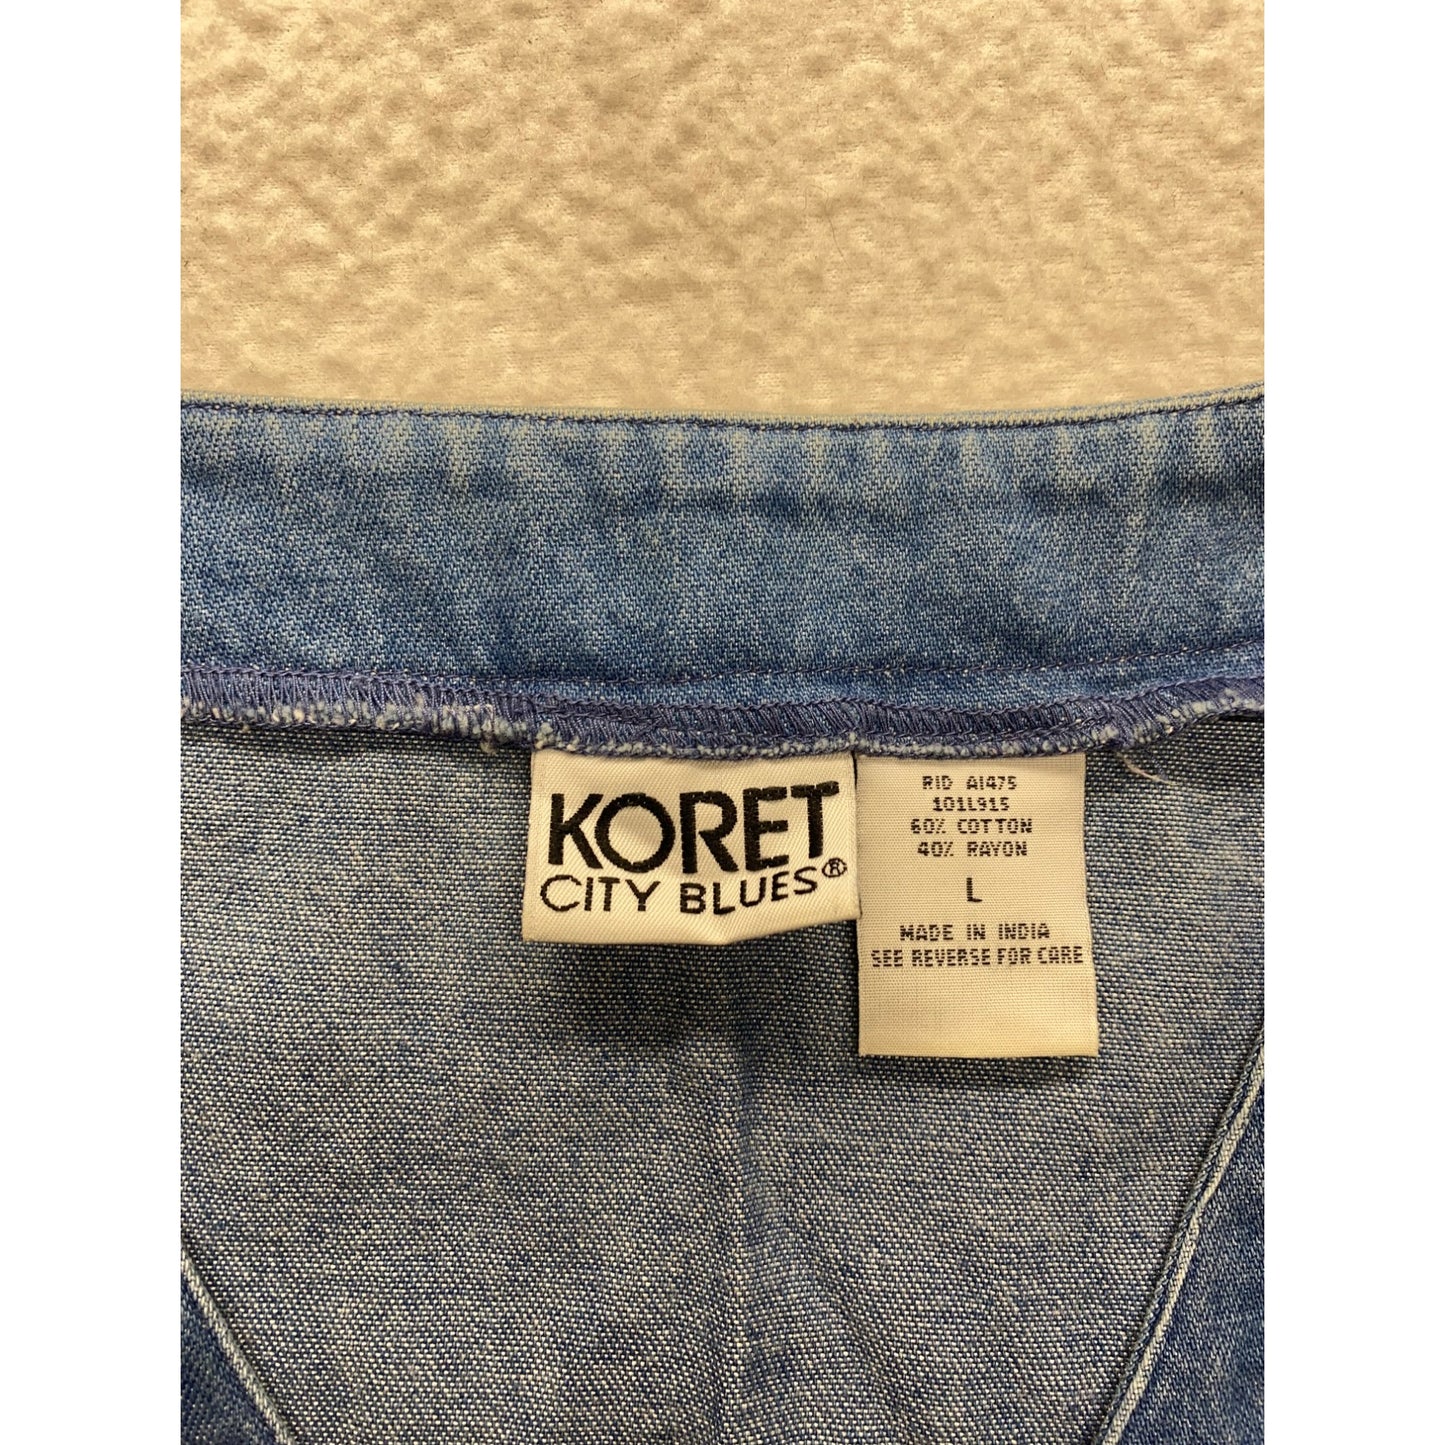 KORET
CITY BLUES®
RID A1475
101L915
60% COTTON
40% RAYON
L
MADE IN INDIA
SEE REVERSE FOR CARE